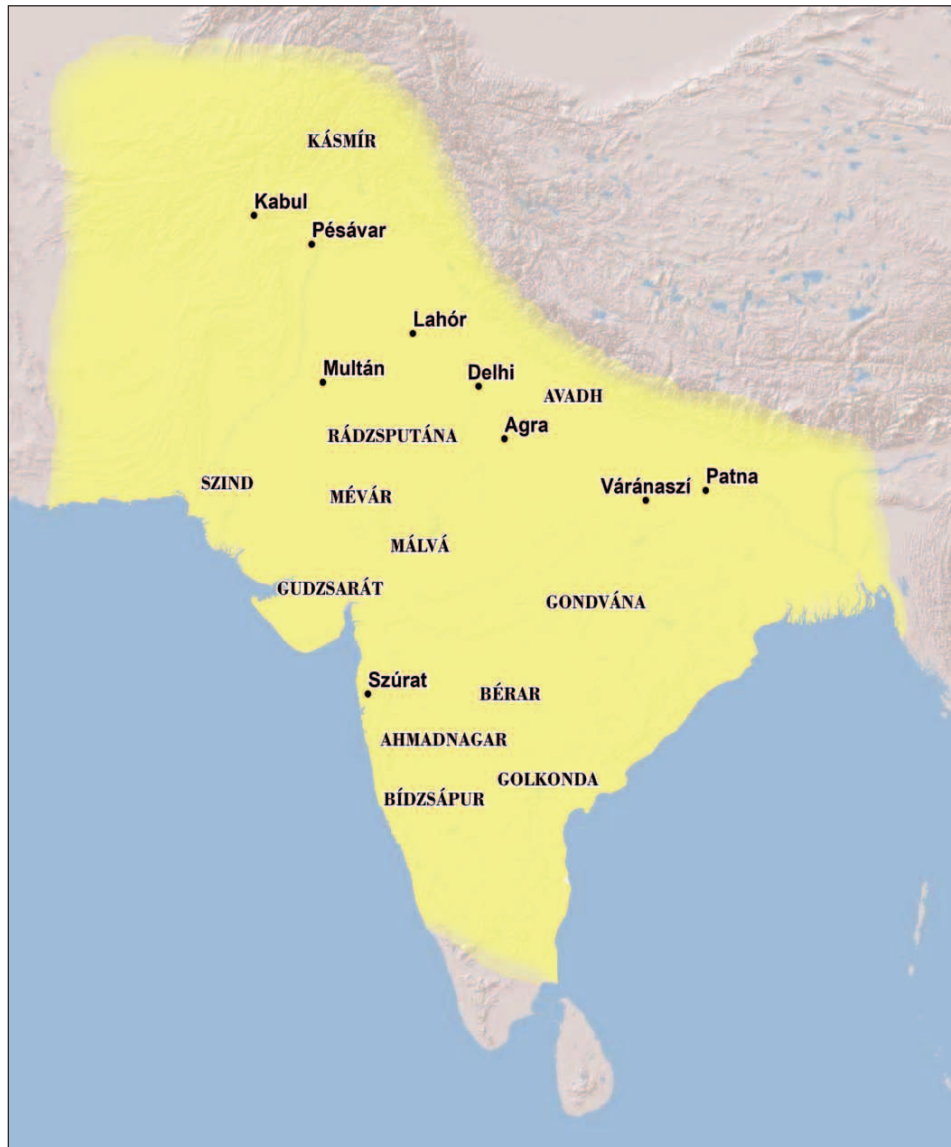 KÁSMÍR
Kabul
Pésávar
Lahór
Multán
Delhi
AVADH
RÁDZSPUTÁNA
Agra
SZIND
MÉVÁR
Váránaszí
Patna
MÁLVÁ
GUDZSARÁT
GONDVÁNA
Szúrat
BÉRAR
AHMADNAGAR
GOLKONDA
BÍDZSÁPUR